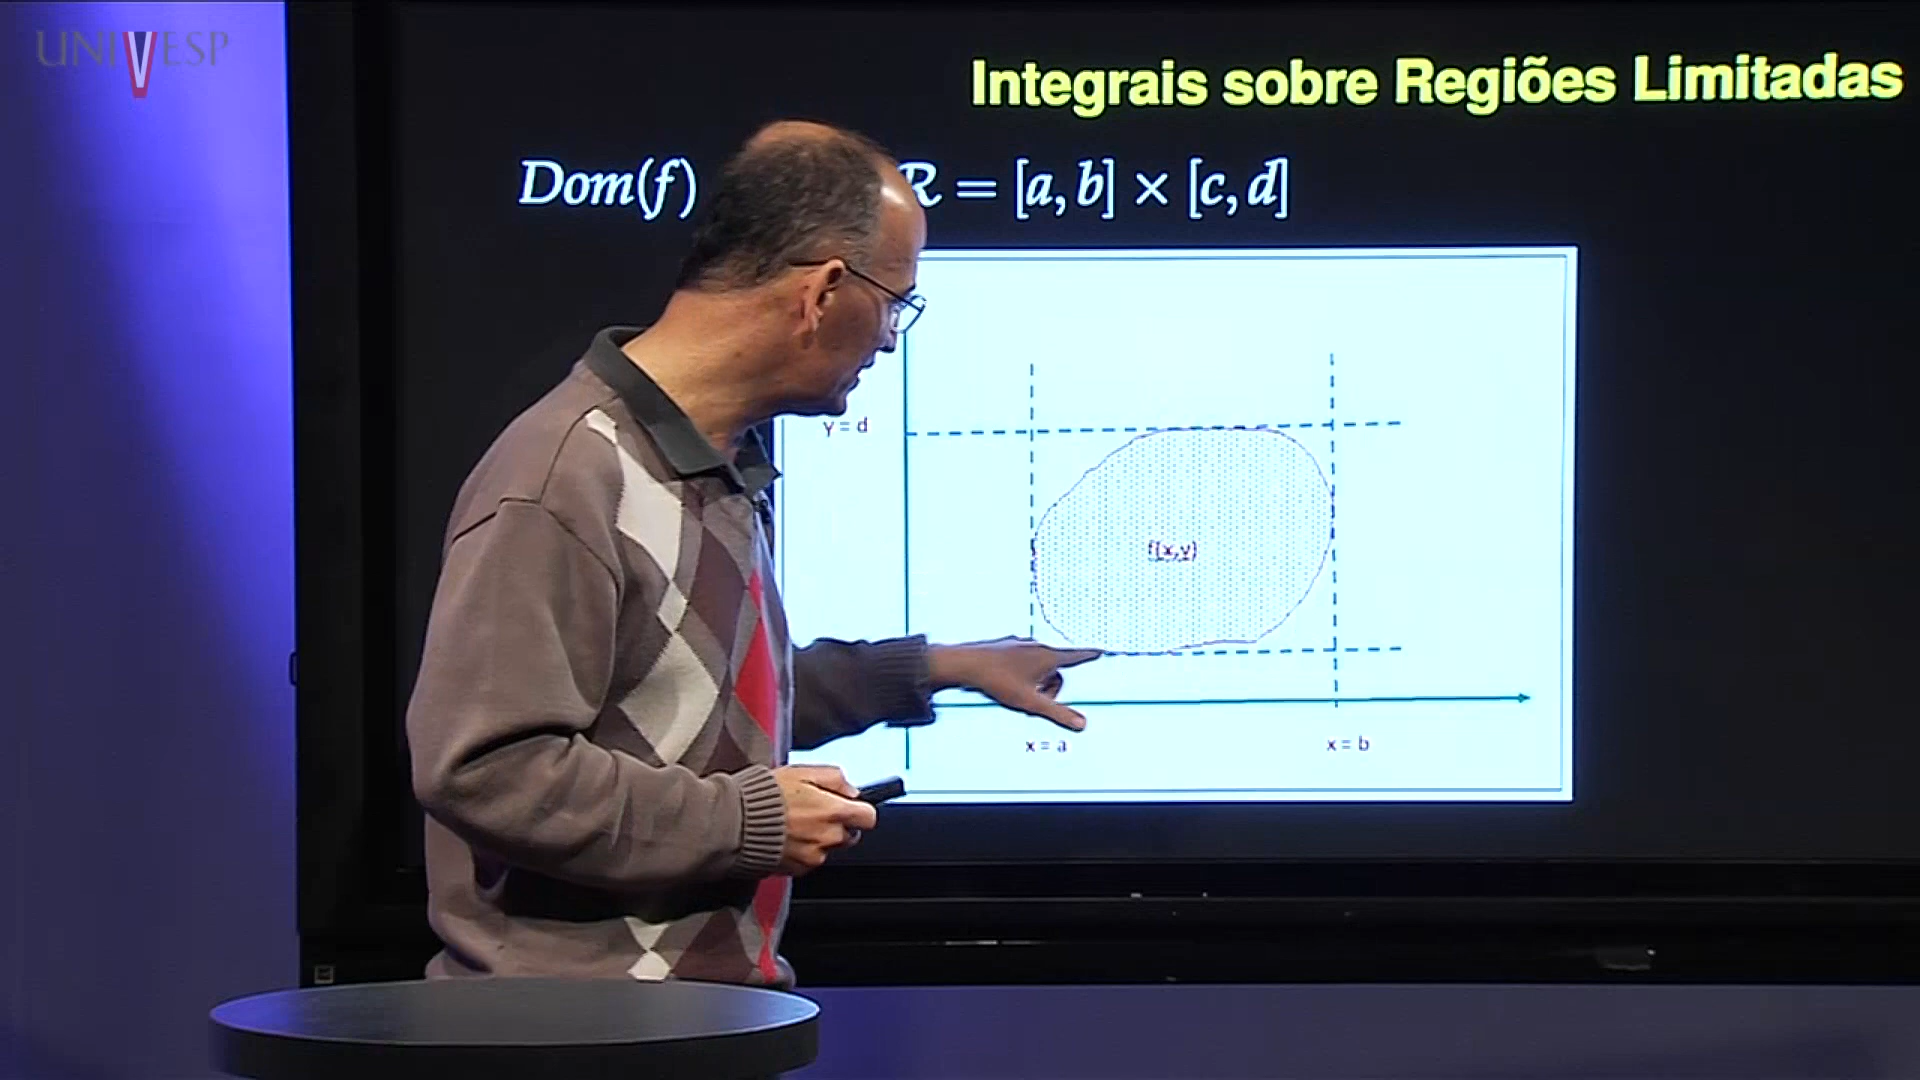 UNIVESP
Integrais sobre Regiões Limitadas
Dom(f) R = [a, b] × [c, d]
y = d
f(x,y)
x = a
x = b